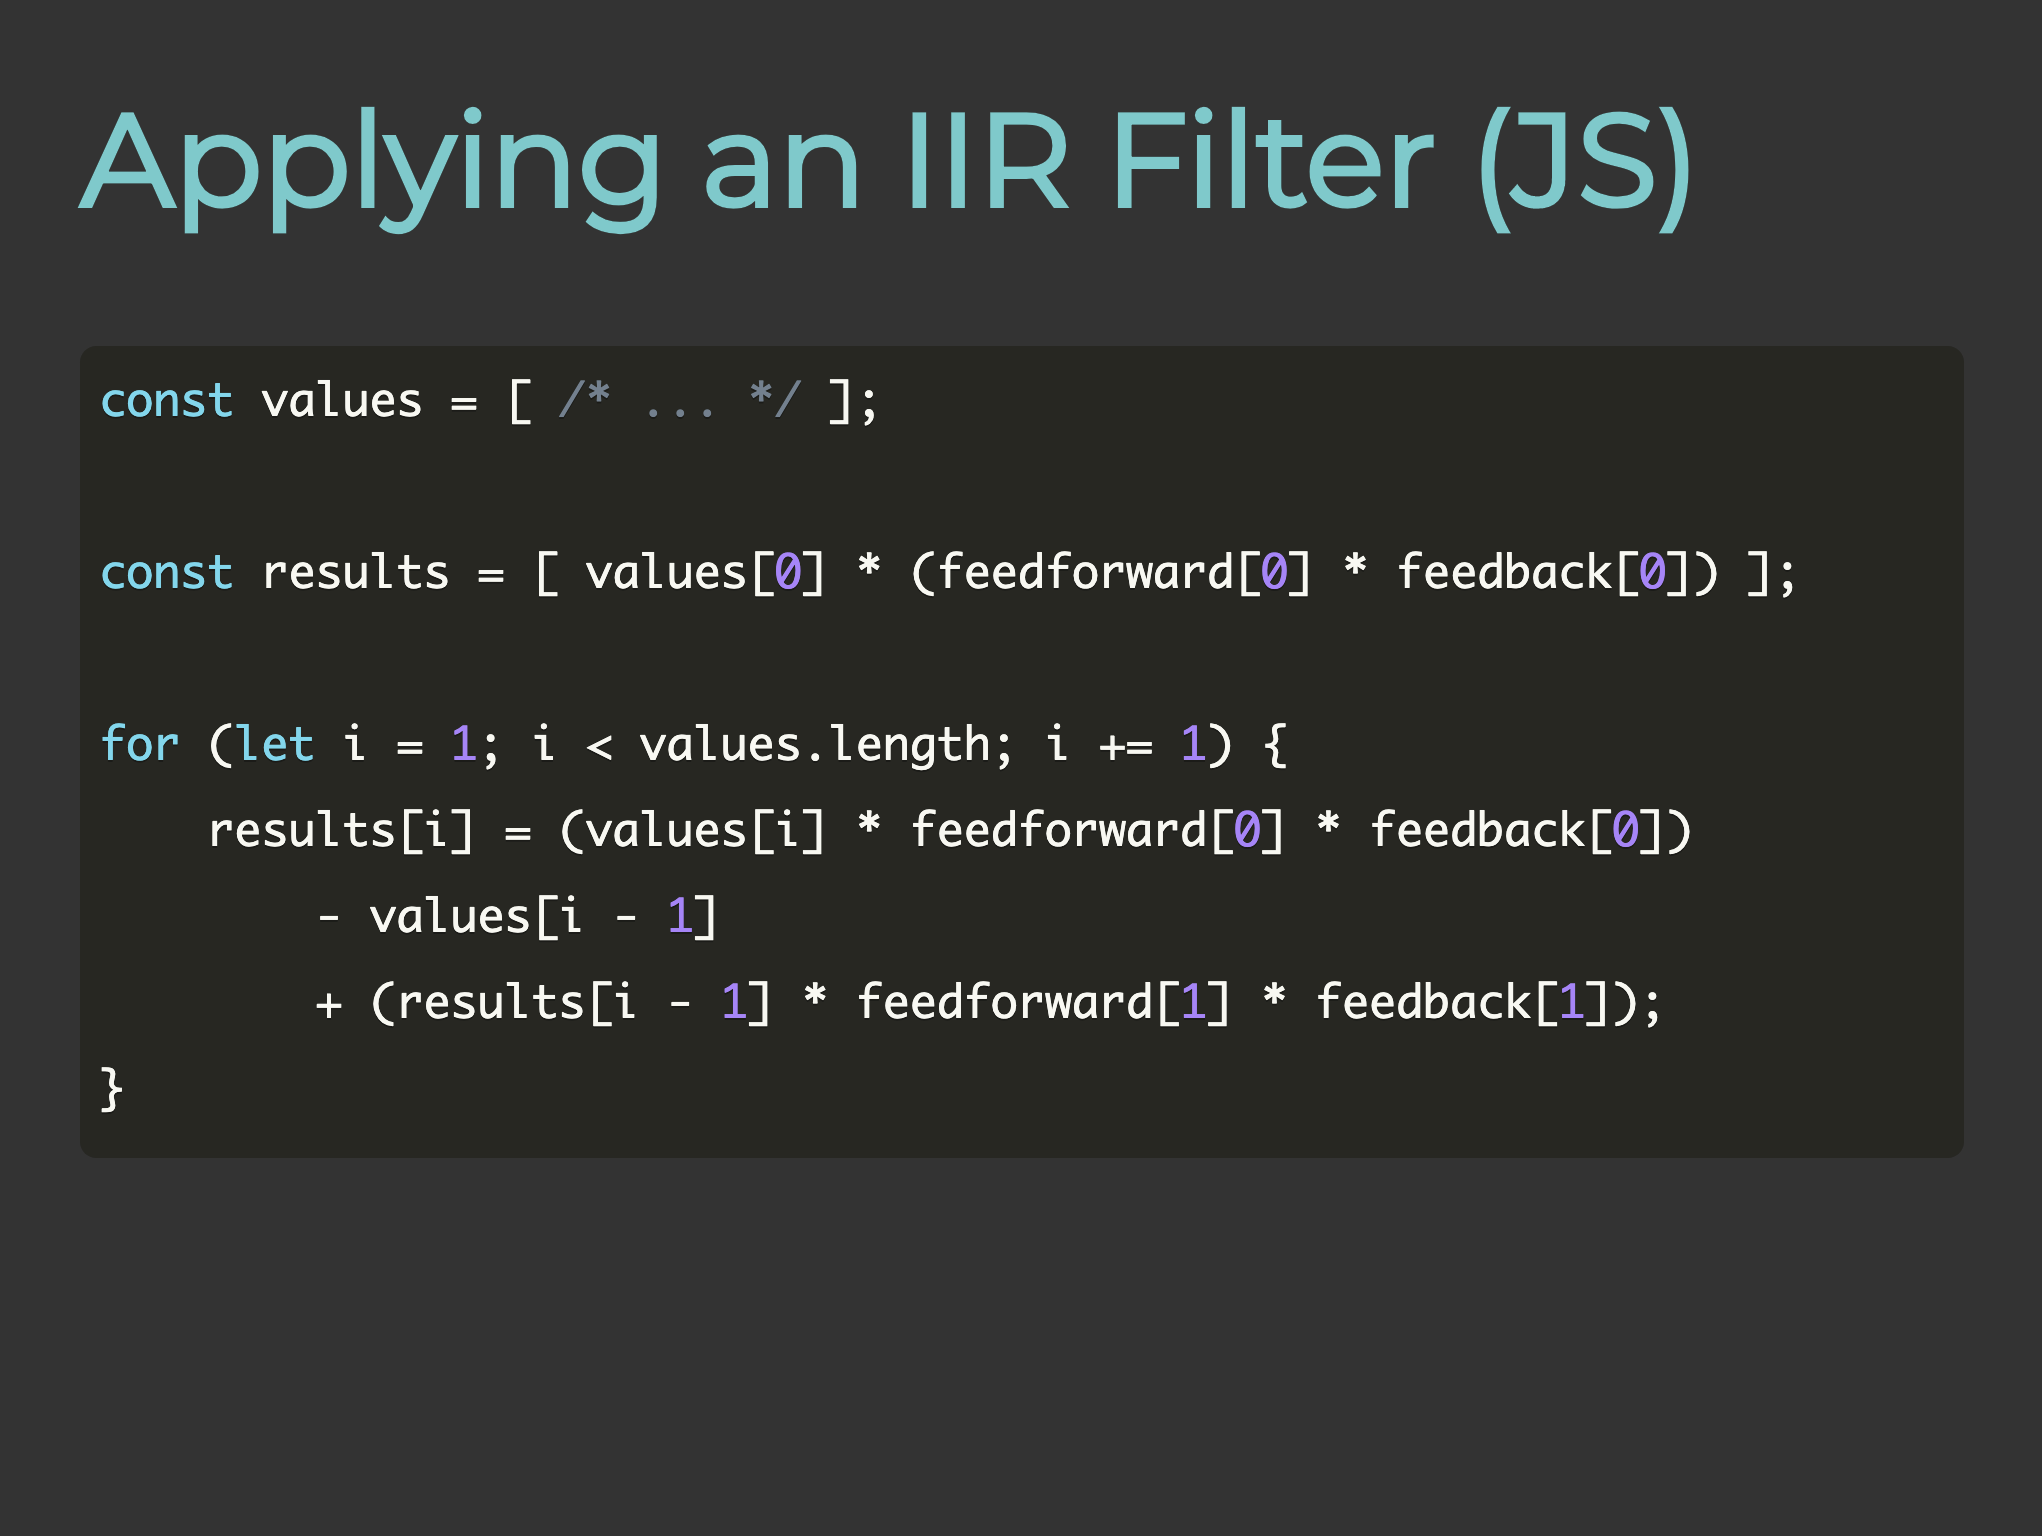 Applying an IIR Filter (JS)
const values = [ /* ... */ ];
const results = [ values[0] * (feedforward[0] * feedback[0]) ];
for (let i = 1; i < values.length; i += 1) {
    results[i] = (values[i] * feedforward[0] * feedback[0])
        - values[i - 1]
        + (results[i - 1] * feedforward[1] * feedback[1]);
}